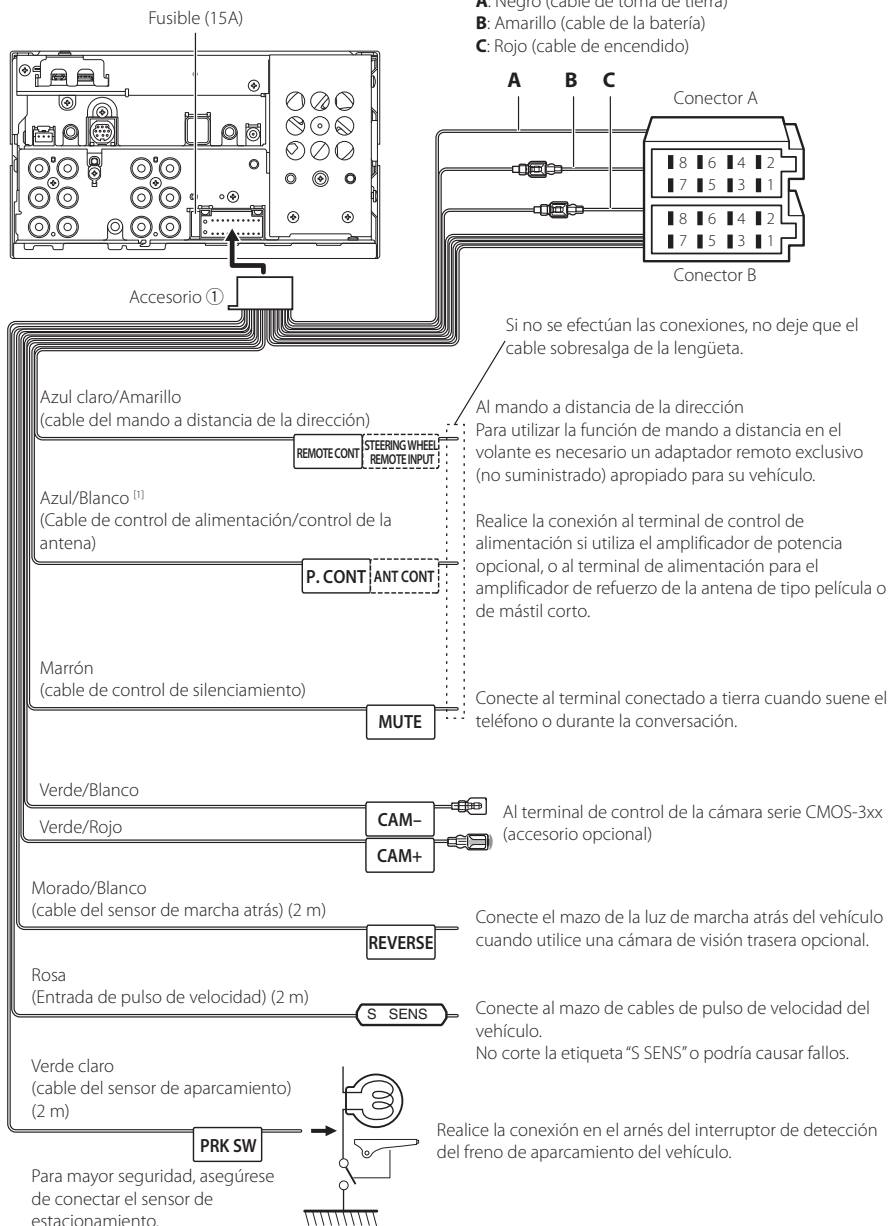 A: Negro (cable de toma de tierra)
Fusible (15A)
B: Amarillo (cable de la batería)
C: Rojo (cable de encendido)
A B C
Conector A
8 6 4 2
7 5 3 1
8 6 4 2
7 5 3 1
Conector B
Accesorio ①
Si no se efectúan las conexiones, no deje que el
cable sobresalga de la lengüeta.
Azul claro/Amarillo
(cable del mando a distancia de la dirección)
REMOTE CONT
STEERING WHEEL
REMOTE INPUT
Al mando a distancia de la dirección
Para utilizar la función de mando a distancia en el
volante es necesario un adaptador remoto exclusivo
(no suministrado) apropiado para su vehículo.
Azul/Blanco [1]
(Cable de control de alimentación/control de la
antena)
P. CONT ANT CONT
Realice la conexión al terminal de control de
alimentación si utiliza el amplificador de potencia
opcional, o al terminal de alimentación para el
amplificador de refuerzo de la antena de tipo película o
de mástil corto.
Marrón
(cable de control de silenciamiento)
MUTE
Conecte al terminal conectado a tierra cuando suene el
teléfono o durante la conversación.
Verde/Blanco
CAM–
Verde/Rojo
CAM+
Al terminal de control de la cámara serie CMOS-3xx
(accesorio opcional)
Morado/Blanco
(cable del sensor de marcha atrás) (2 m)
REVERSE
Conecte el mazo de la luz de marcha atrás del vehículo
cuando utilice una cámara de visión trasera opcional.
Rosa
(Entrada de pulso de velocidad) (2 m)
S SENS
Conecte al mazo de cables de pulso de velocidad del
vehículo.
No corte la etiqueta “S SENS” o podría causar fallos.
Verde claro
(cable del sensor de aparcamiento)
(2 m)
PRK SW
Realice la conexión en el arnés del interruptor de detección
del freno de aparcamiento del vehículo.
Para mayor seguridad, asegúrese
de conectar el sensor de
estacionamiento.